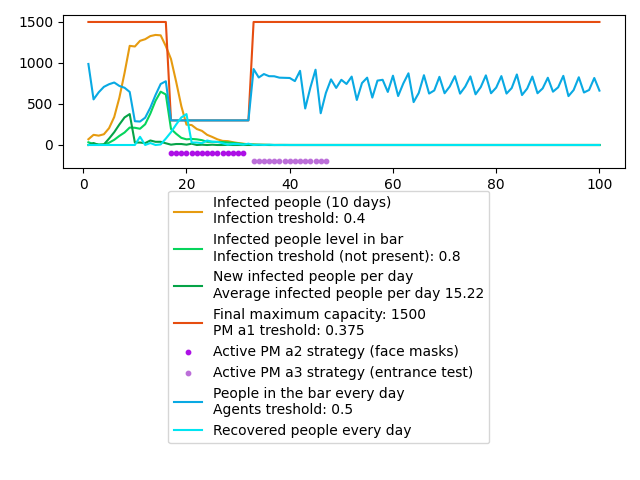 1500
1000
500
0
0 20 40 60 80 100
Infected people (10 days)
Infection treshold: 0.4
Infected people level in bar
Infection treshold (not present): 0.8
New infected people per day
Average infected people per day 15.22
Final maximum capacity: 1500
PM a1 treshold: 0.375
Active PM a2 strategy (face masks)
Active PM a3 strategy (entrance test)
People in the bar every day
Agents treshold: 0.5
Recovered people every day